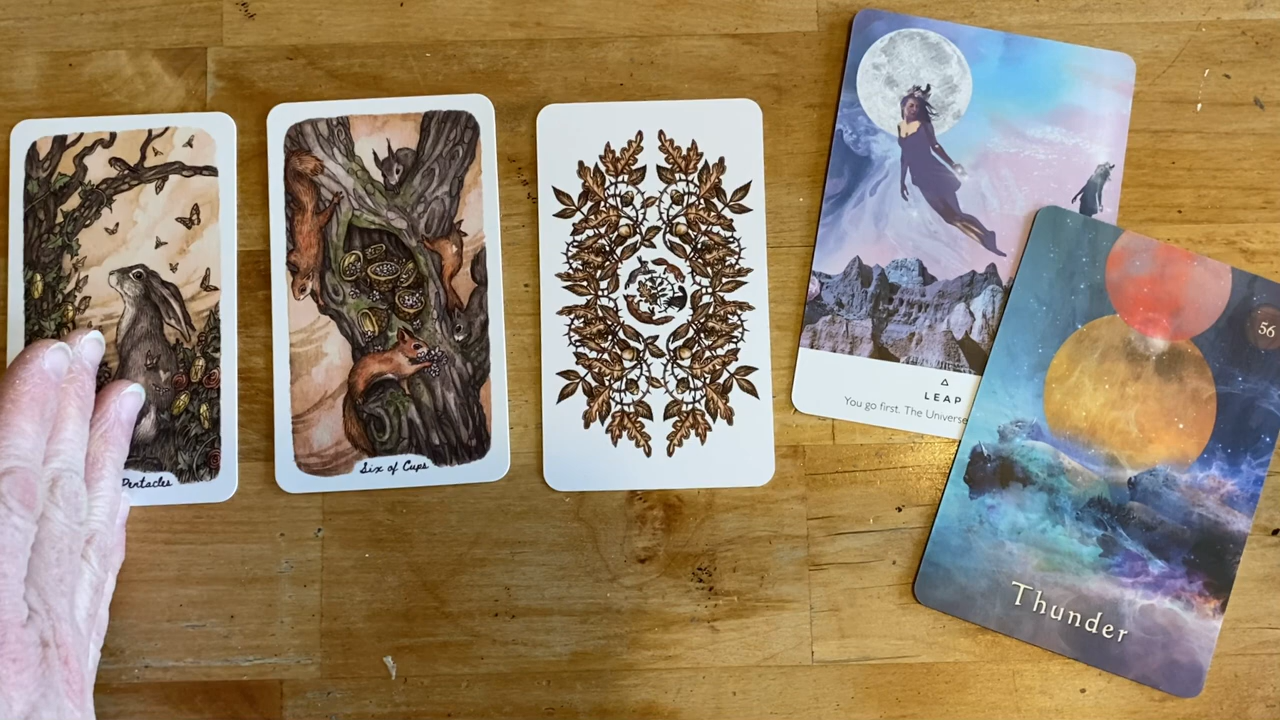 Pentacles
Six of Cups
LEAP
You go first. The Universe
56
Thunder